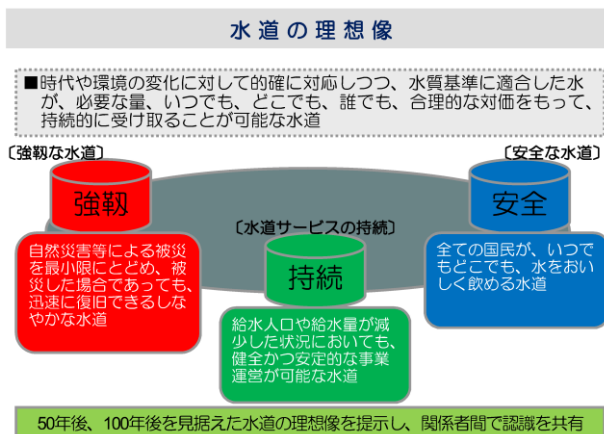 水道の理想像
■時代や環境の変化に対して的確に対応しつつ、水質基準に適合した水
が、必要な量、いつでも、どこでも、誰でも、合理的な対価をもって、
持続的に受け取ることが可能な水道
〔強靱な水道〕
〔安全な水道〕
強靱
安全
〔水道サービスの持続〕
持続
自然災害等による被災
を最小限にとどめ、被
災した場合であっても、
迅速に復旧できるしな
やかな水道
全ての国民が、いつで
もどこでも、水をおい
しく飲める水道
給水人口や給水量が減
少した状況においても、
健全かつ安定的な事業
運営が可能な水道
50年後、100年後を見据えた水道の理想像を提示し、関係者間で認識を共有